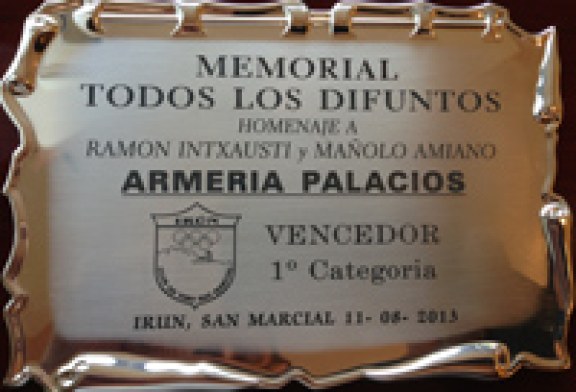 MEMORIAL
TODOS LOS DIFUNTOS
HOMENAJE A
RAMON INTXAUSTI y MAÑOLO AMIANO
ARMERIA PALACIOS
IRUN
VENCEDOR
1º Categoria
IRUN, SAN MARCIAL 11-08-2013